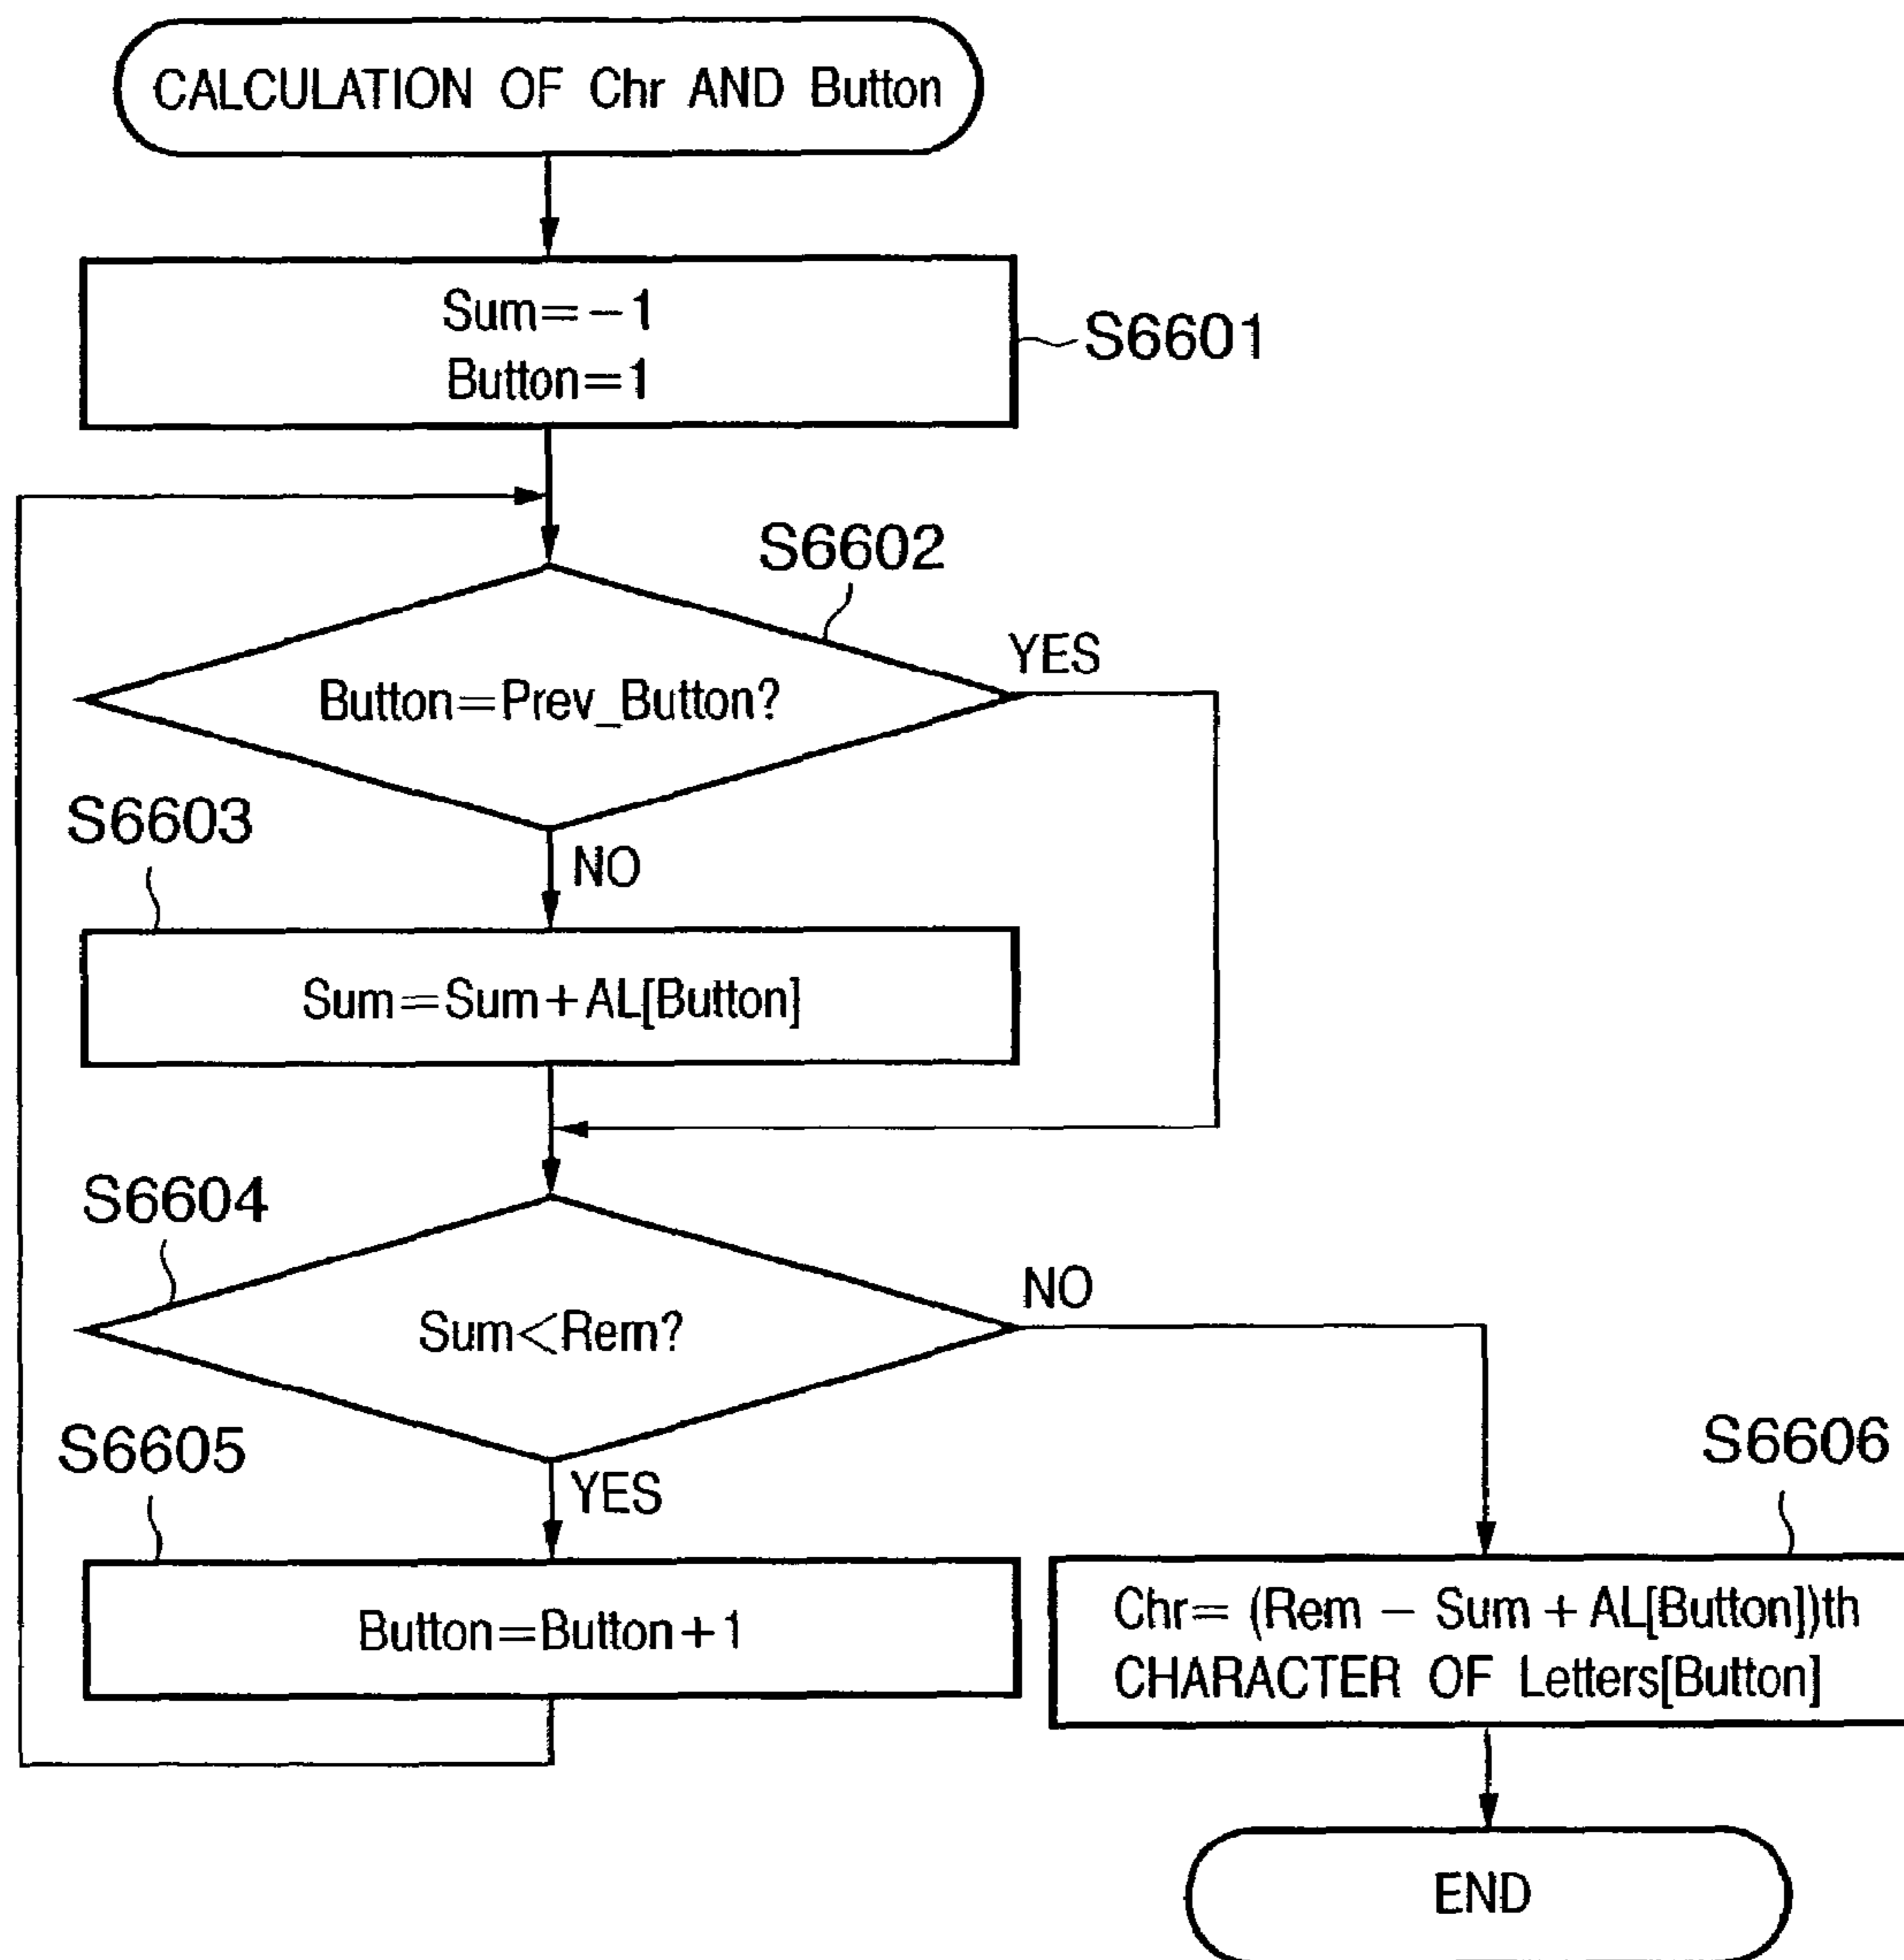 CALCULATION OF Chr AND Button
Sum=-1
Button=1
S6601
S6602
Button=Prev_Button?
YES
S6603
NO
Sum=Sum+AL[Button]
S6604
Sum<Rem?
NO
S6605
YES
Button=Button+1
S6606
Chr= (Rem - Sum + AL[Button])th
CHARACTER OF Letters[Button]
END